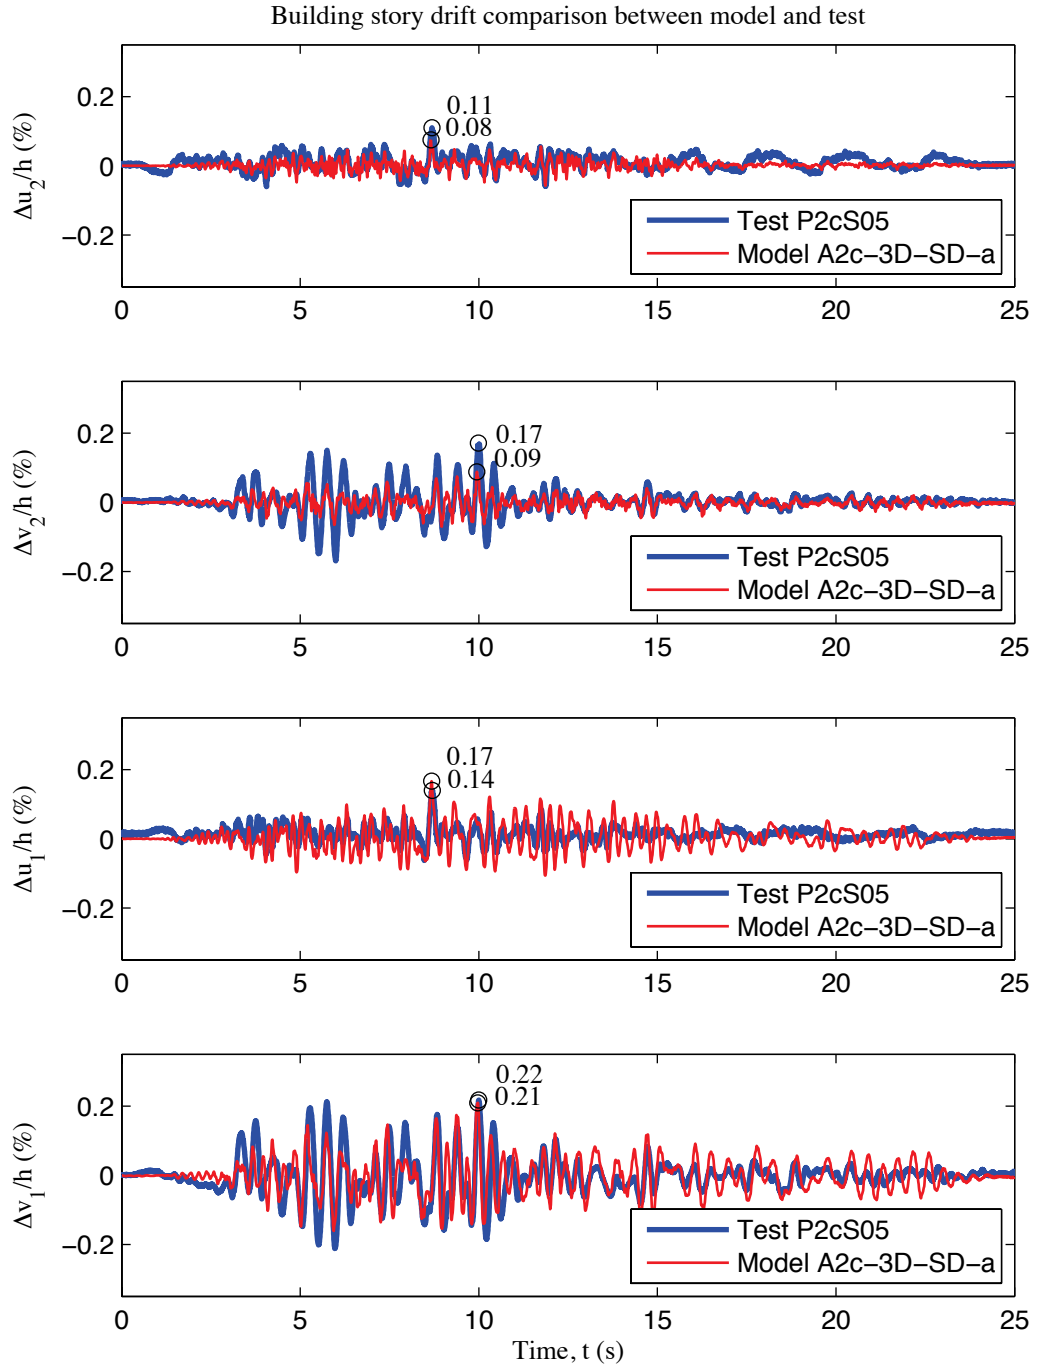 Building story drift comparison between model and test
0.2
0
−0.2
Δu2/h (%)
0.11
0.08
Test P2cS05
Model A2c−3D−SD−a
0 5 10 15 20 25
0.2
0
−0.2
Δv2/h (%)
0.17
0.09
Test P2cS05
Model A2c−3D−SD−a
0 5 10 15 20 25
0.2
0
−0.2
Δu1/h (%)
0.17
0.14
Test P2cS05
Model A2c−3D−SD−a
0 5 10 15 20 25
0.2
0
−0.2
Δv1/h (%)
0.22
0.21
Test P2cS05
Model A2c−3D−SD−a
0 5 10 15 20 25
Time, t (s)